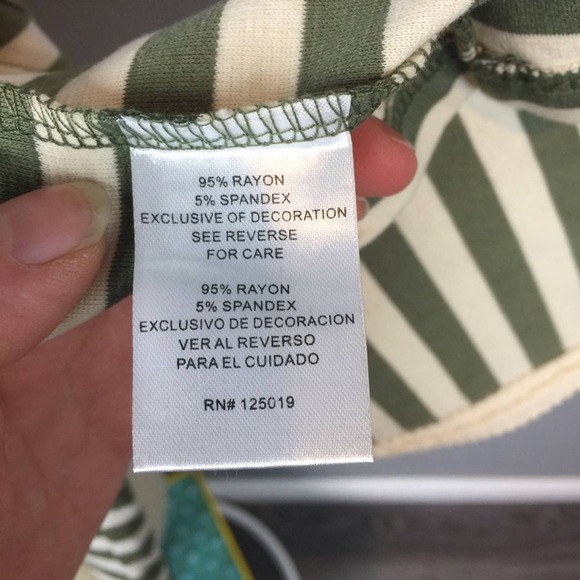 95% RAYON
5% SPANDEX
EXCLUSIVE OF DECORATION
SEE REVERSE
FOR CARE
95% RAYON
5% SPANDEX
EXCLUSIVO DE DECORACION
VER AL REVERSO
PARA EL CUIDADO
RN# 125019